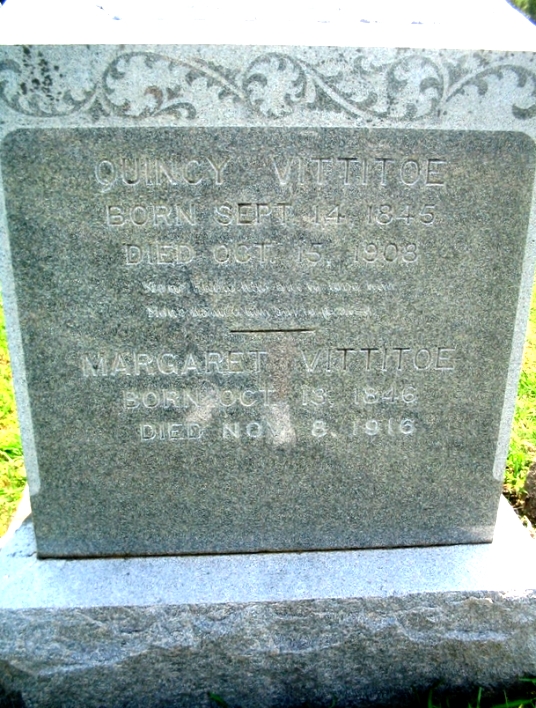 QUINCY VITTITOE
BORN SEPT. 14, 1845
DIED OCT. 15, 1908
MARGARET VITTITOE
BORN OCT. 13, 1846
DIED NOV. 8, 1916